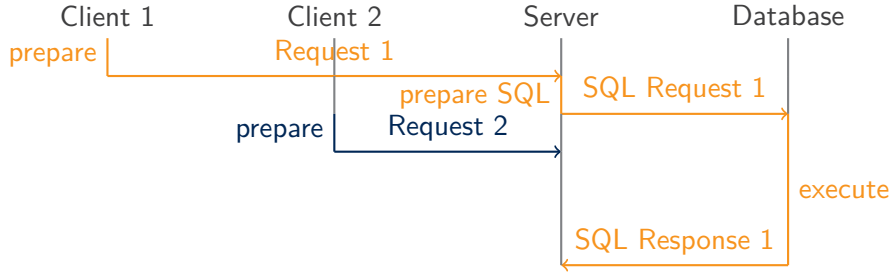 Client 1
Client 2
Server
Database
prepare
Request 1
prepare SQL
SQL Request 1
prepare
Request 2
execute
SQL Response 1